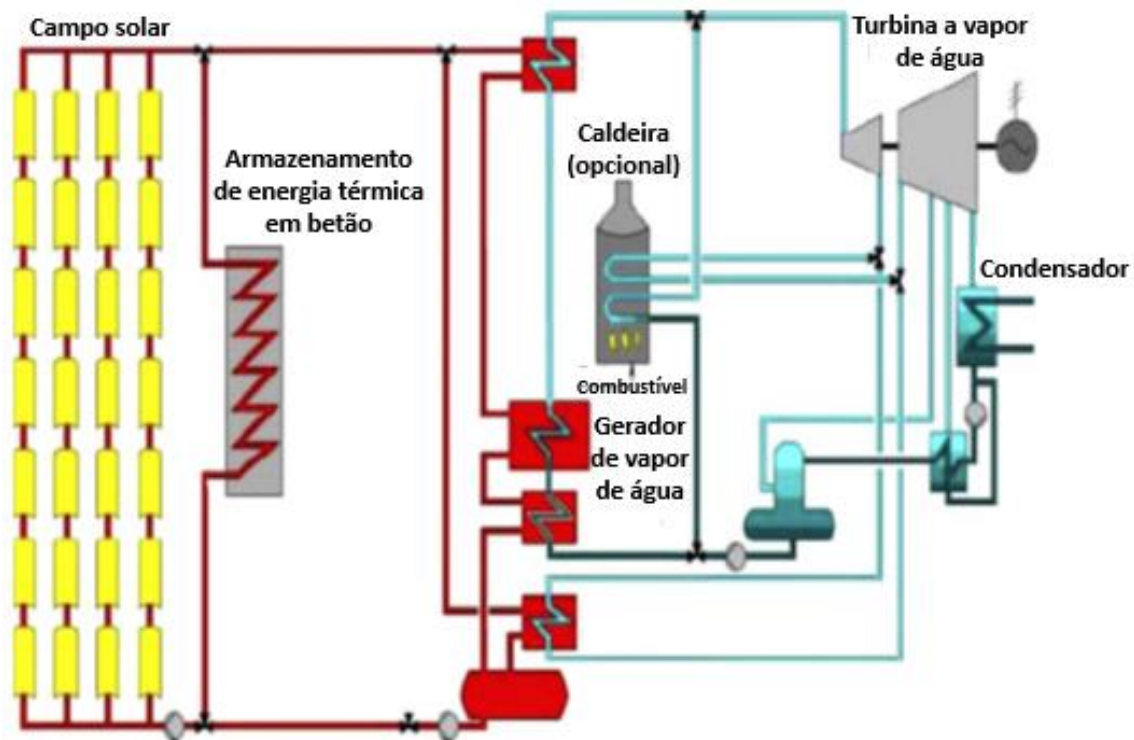 Campo solar
Turbina a vapor
de água
Armazenamento
de energia térmica
em betão
Caldeira
(opcional)
Condensador
Combustível
Gerador
de vapor
de água